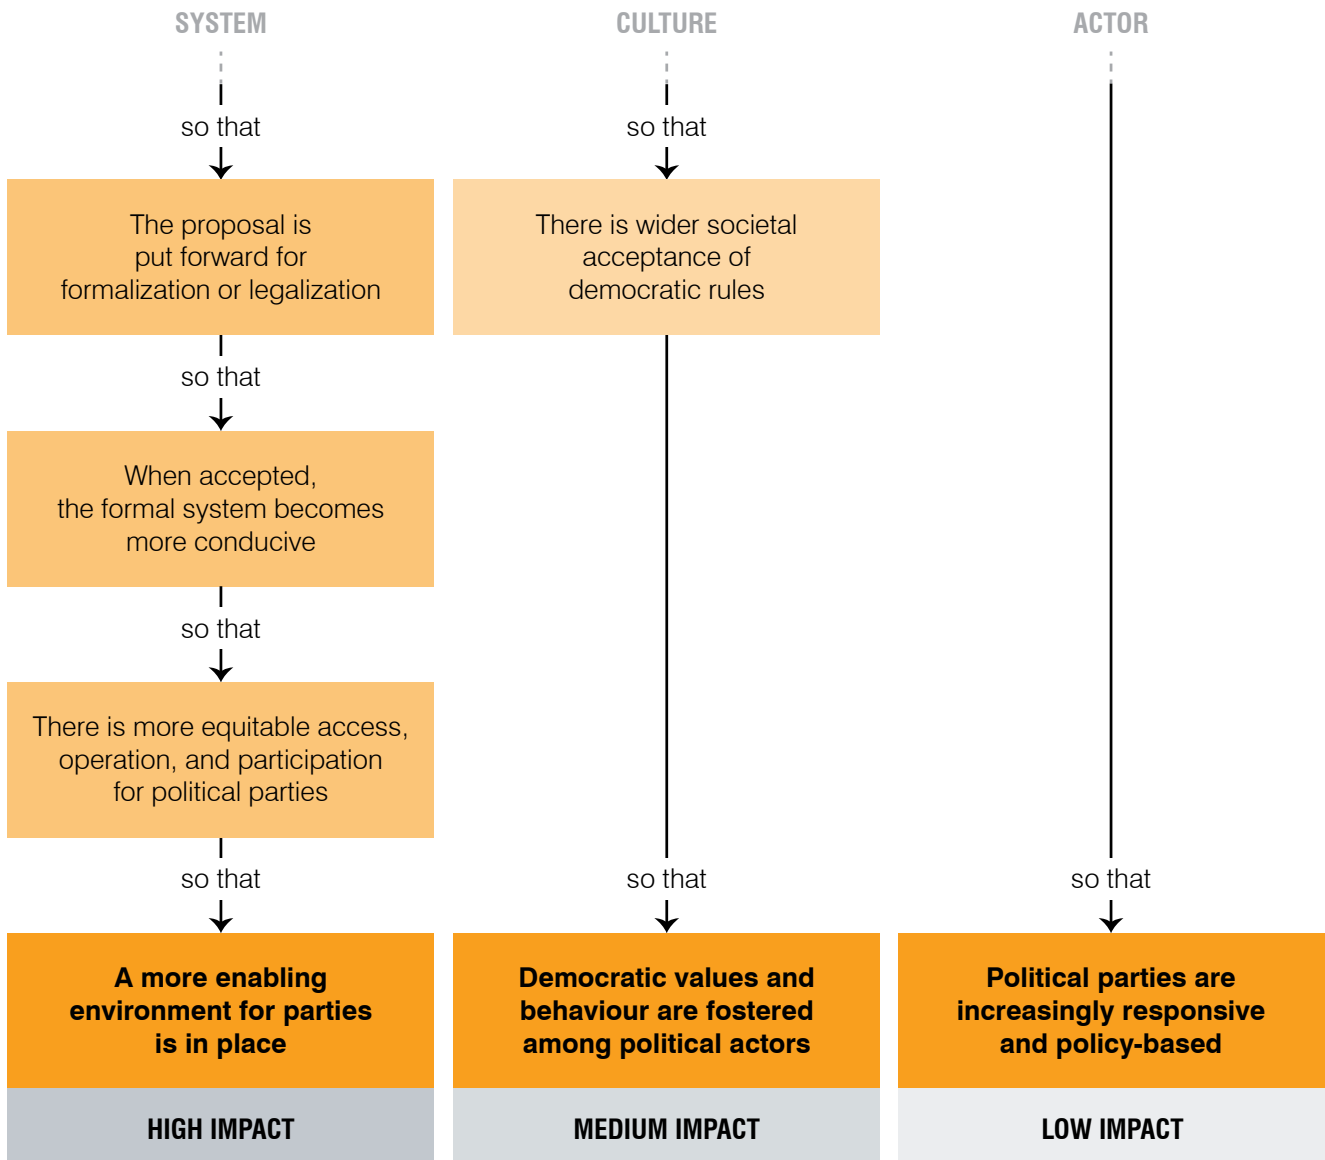 SYSTEM
CULTURE
ACTOR
so that
so that
The proposal is
put forward for
formalization or legalization
There is wider societal
acceptance of
democratic rules
so that
When accepted,
the formal system becomes
more conducive
so that
There is more equitable access,
operation, and participation
for political parties
so that
so that
so that
A more enabling
environment for parties
is in place
Democratic values and
behaviour are fostered
among political actors
Political parties are
increasingly responsive
and policy-based
HIGH IMPACT
MEDIUM IMPACT
LOW IMPACT